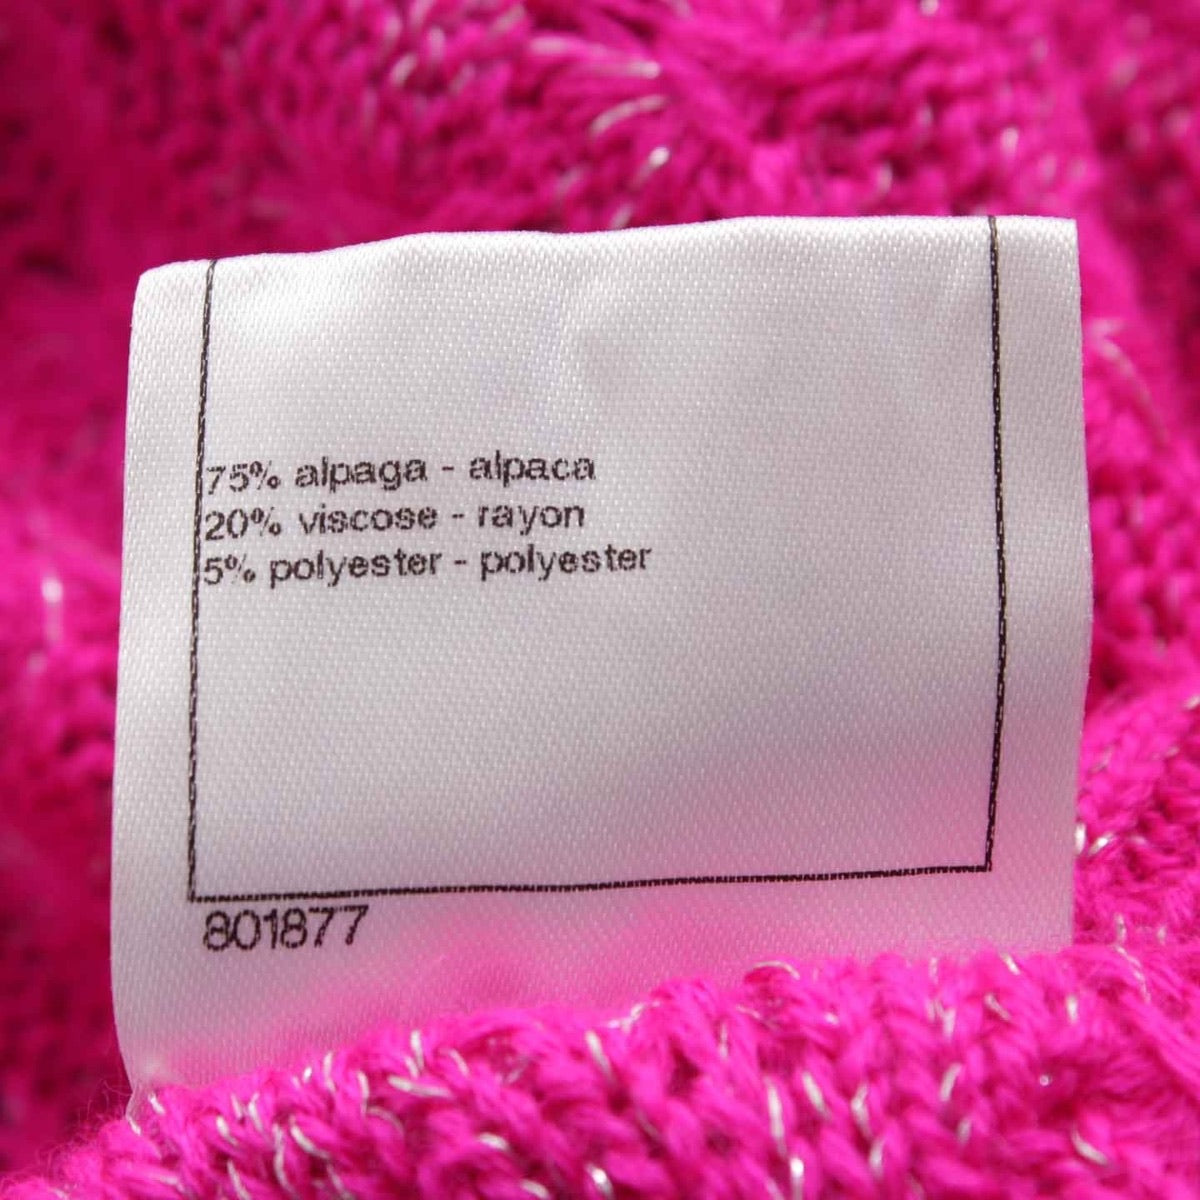 75% alpaga - alpaca
20% viscose - rayon
5% polyester - polyester
801877